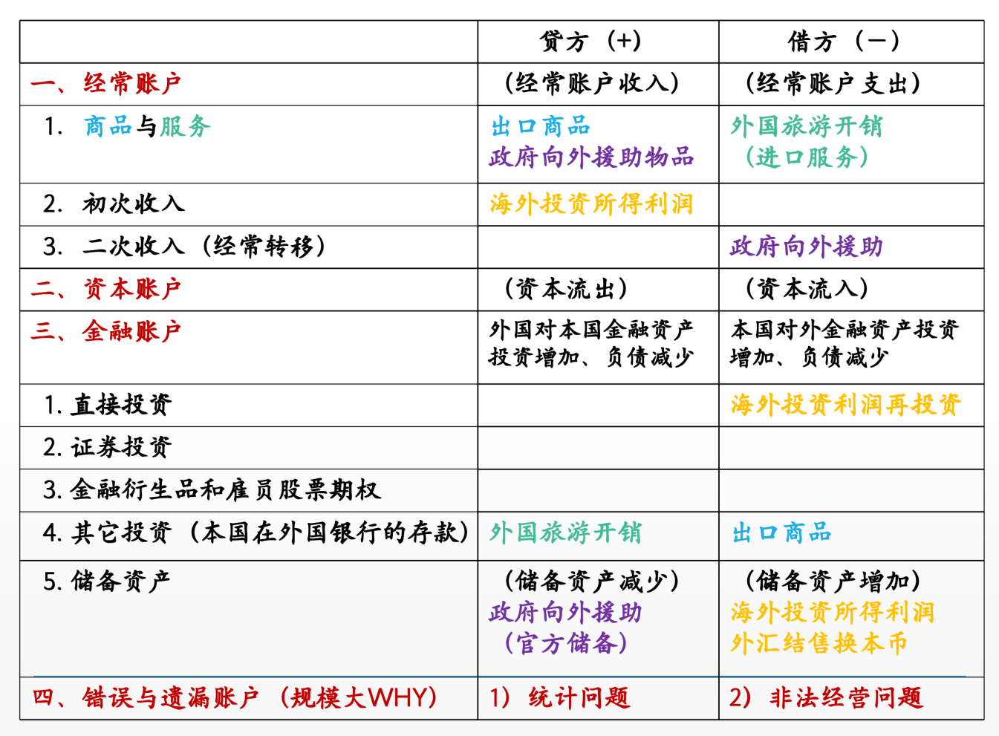 贷方（+） 借方（－）
一、经常账户 （经常账户收入） （经常账户支出）
1. 商品与服务 出口商品 外国旅游开销
政府向外援助物品 （进口服务）
2. 初次收入 海外投资所得利润
3. 二次收入（经常转移） 政府向外援助
二、资本账户 （资本流出） （资本流入）
三、金融账户 外国对本国金融资产 本国对外金融资产投资
投资增加、负债减少 增加、负债减少
1. 直接投资 海外投资利润再投资
2. 证券投资
3. 金融衍生品和雇员股票期权
4. 其它投资（本国在外国银行的存款） 外国旅游开销 出口商品
5. 储备资产 （储备资产减少） （储备资产增加）
政府向外援助 海外投资所得利润
（官方储备） 外汇结售换本币
四、错误与遗漏账户（规模大WHY） 1）统计问题 2）非法经营问题